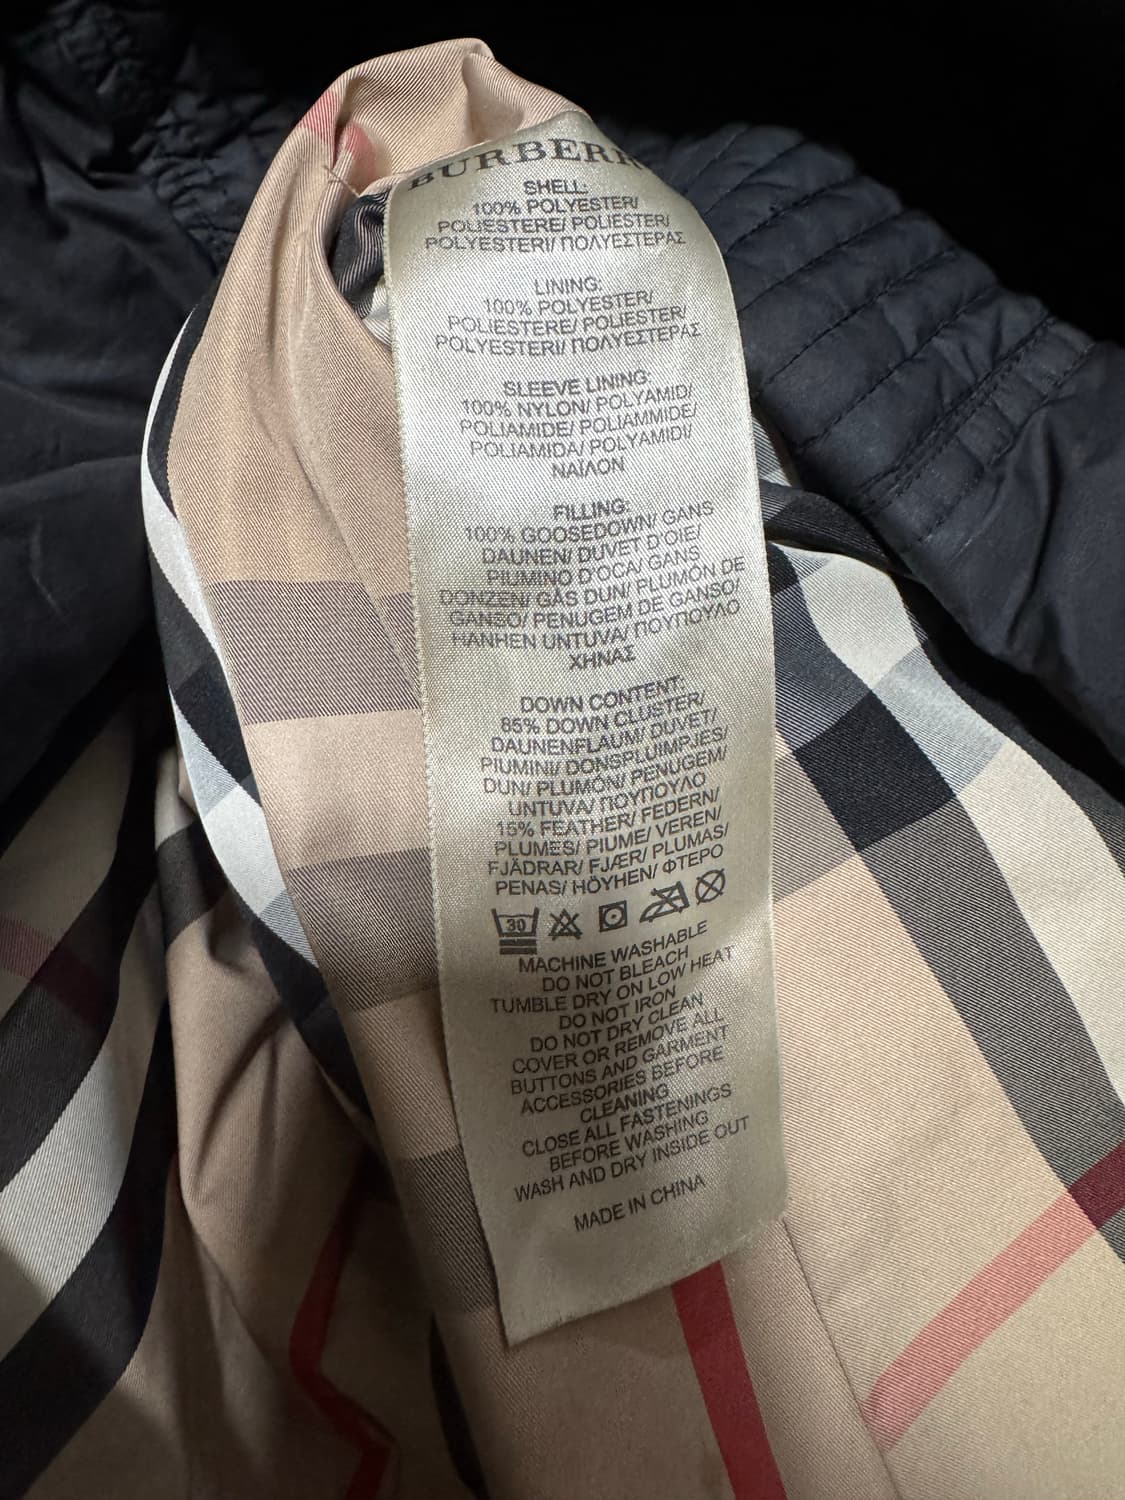 BURBERR
SHELL:
100% POLYESTER/
POLIESTERE/ POLIESTER/
POLYESTERI/ ΠΟΛΥΕΣΤΕΡΑΣ
LINING:
100% POLYESTER/
POLIESTERE/ POLIESTER/
POLYESTERI/ ΠΟΛΥΕΣΤΕΡΑΣ
SLEEVE LINING:
100% NYLON/ POLYAMID/
POLIAMIDE/ POLIAMMIDE/
POLIAMIDA/ POLYAMIDI/
ΝΑΪΛΟΝ
FILLING:
100% GOOSEDOWN/ GANS
DAUNEN/ DUVET D'OIE/
PIUMINO D'OCA/ GANS
DONZEN/ GÅS DUN/ PLUMÓN DE
GANSO/ PENUGEM DE GANSO/
HANHEN UNTUVA/ ΠΟΥΠΟΥΛΟ
ΧΗΝΑΣ
DOWN CONTENT:
85% DOWN CLUSTER/
DAUNENFLAUM/ DUVET/
PIUMINI/ DONSPLUIMPJES/
DUN/ PLUMÓN/ PENUGEM/
UNTUVA/ ΠΟΥΠΟΥΛΟ
15% FEATHER/ FEDERN/
PLUMES/ PIUME/ VEREN/
FJÄDRAR/ FJÆR/ PLUMAS/
PENAS/ HÖYHEN/ ΦΤΕΡΟ
30
MACHINE WASHABLE
DO NOT BLEACH
TUMBLE DRY ON LOW HEAT
DO NOT IRON
DO NOT DRY CLEAN
COVER OR REMOVE ALL
BUTTONS AND GARMENT
ACCESSORIES BEFORE
CLEANING
CLOSE ALL FASTENINGS
BEFORE WASHING
WASH AND DRY INSIDE OUT
MADE IN CHINA